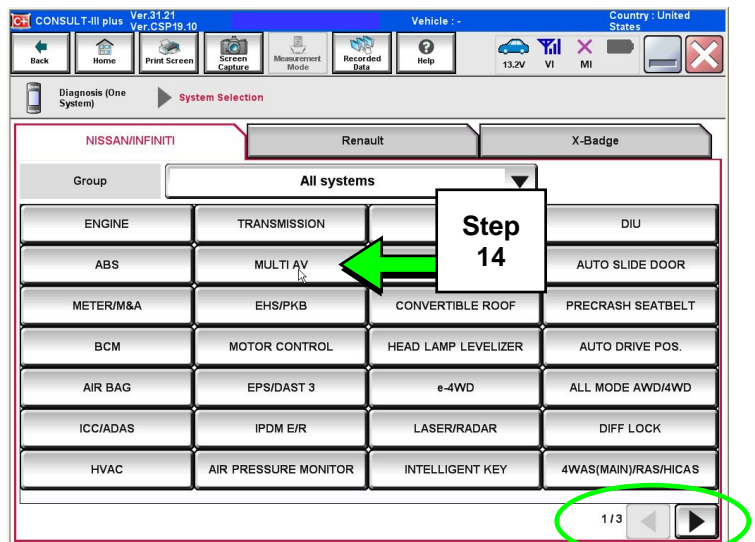 CONSULT-III plus Ver.31.21
Ver.CSP19.10
Vehicle : -
Country : United
States
Back
Home
Print Screen
Screen
Capture
Measurement
Mode
Recorded
Data
Help
13.2V
VI
MI
Diagnosis (One
System)
System Selection
NISSAN/INFINITI
Renault
X-Badge
Group
All systems
Step
14
ENGINE
TRANSMISSION
DIU
ABS
MULTI AV
AUTO SLIDE DOOR
METER/M&A
EHS/PKB
CONVERTIBLE ROOF
PRECRASH SEATBELT
BCM
MOTOR CONTROL
HEAD LAMP LEVELIZER
AUTO DRIVE POS.
AIR BAG
EPS/DAST 3
e-4WD
ALL MODE AWD/4WD
ICC/ADAS
IPDM E/R
LASER/RADAR
DIFF LOCK
HVAC
AIR PRESSURE MONITOR
INTELLIGENT KEY
4WAS(MAIN)/RAS/HICAS
1/3